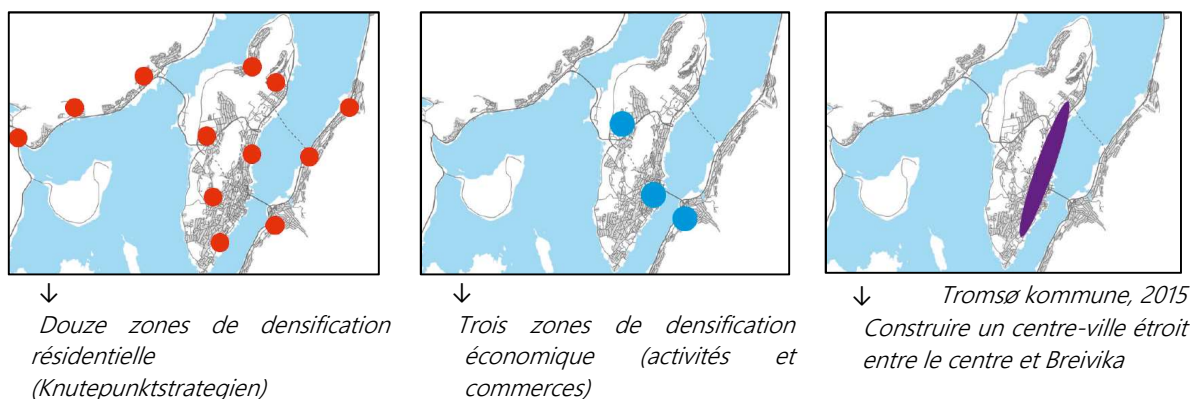 ↓
Douze zones de densification
résidentielle
(Knutepunktstrategien)
↓
Trois zones de densification
économique (activités et
commerces)
↓ Tromsø kommune, 2015
Construire un centre-ville étroit
entre le centre et Breivika